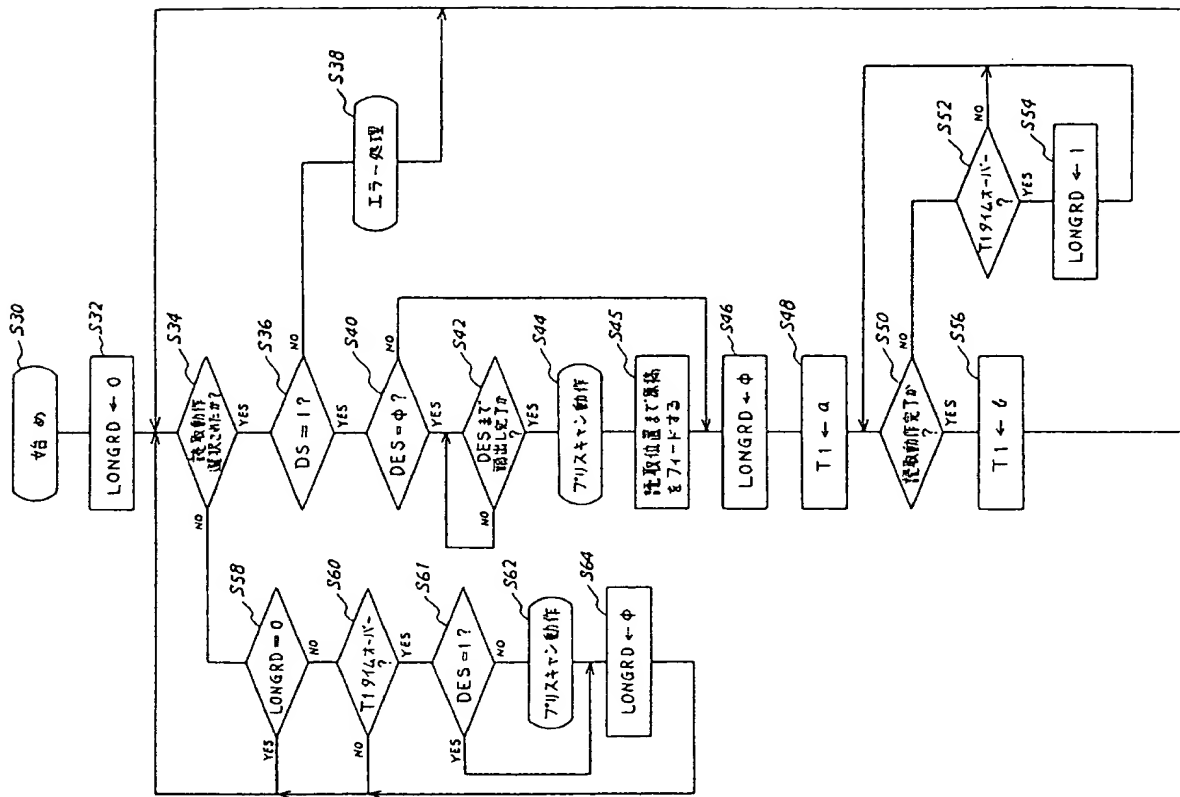 S30
始め
S32
LONGRD ← 0
S34
読取動作
選択されたか?
YES
NO
S36
DS = 1 ?
NO
YES
S38
エラー処理
S40
DES = Φ ?
NO
YES
S42
DESまで
踏出し完了か
?
NO
YES
S44
プリスキャン動作
S45
読取位置まで原稿
をフィードする
S46
LONGRD ← Φ
S48
T1 ← a
S50
読取動作完了か
?
NO
YES
S52
T1タイムオーバー
?
NO
YES
S54
LONGRD ← 1
S56
T1 ← b
S58
LONGRD = 0
YES
NO
S60
T1タイムオーバー
?
NO
YES
S61
DES = 1 ?
YES
NO
S62
プリスキャン動作
S64
LONGRD ← Φ